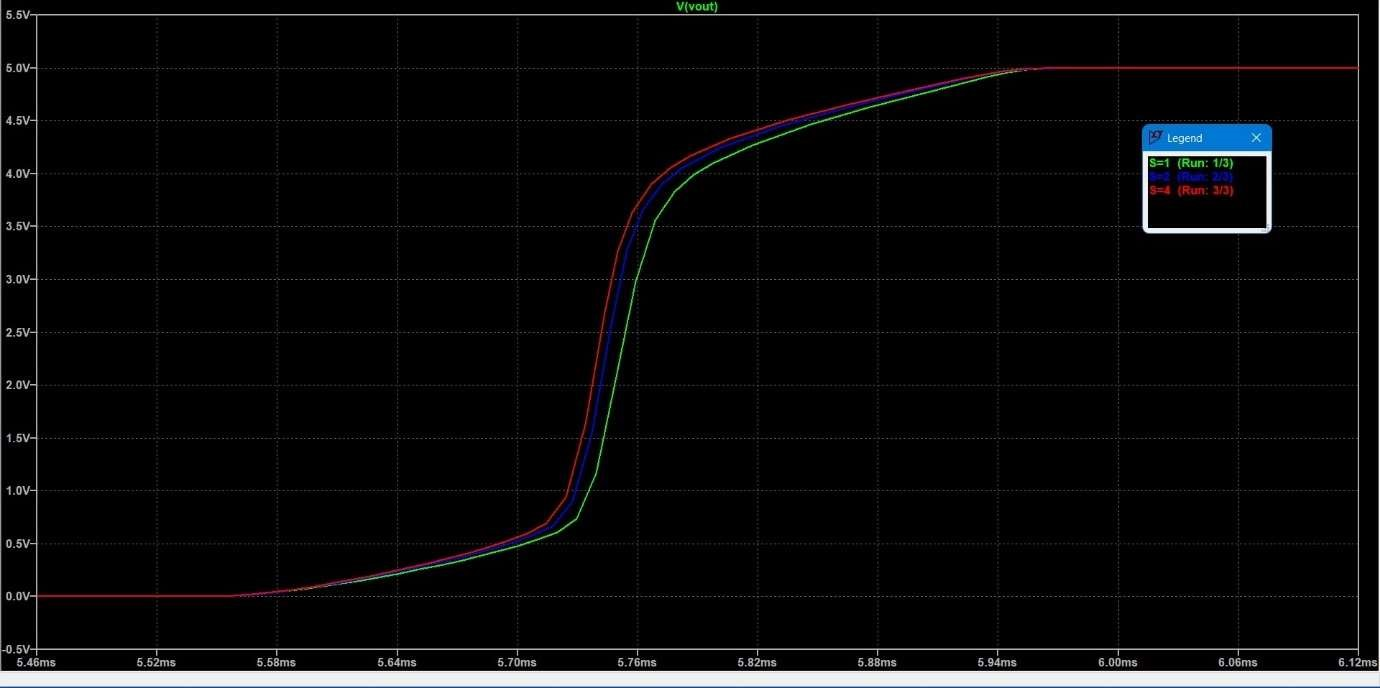 V(vout)
5.5V
5.0V
4.5V
4.0V
3.5V
3.0V
2.5V
2.0V
1.5V
1.0V
0.5V
0.0V
-0.5V
5.46ms 5.52ms 5.58ms 5.64ms 5.70ms 5.76ms 5.82ms 5.88ms 5.94ms 6.00ms 6.06ms 6.12ms
Legend
S=1 (Run: 1/3)
S=2 (Run: 2/3)
S=4 (Run: 3/3)